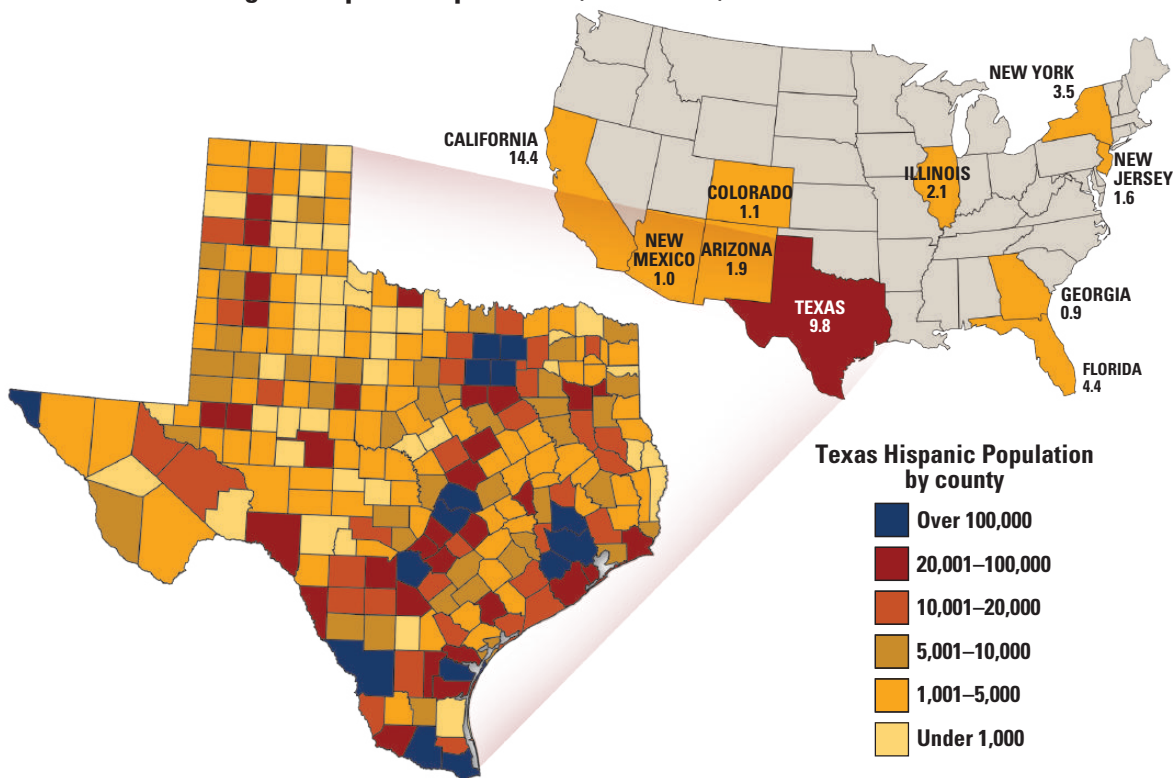 NEW YORK
3.5
CALIFORNIA
14.4
NEW
JERSEY
1.6
ILLINOIS
2.1
COLORADO
1.1
NEW
MEXICO
1.0
ARIZONA
1.9
TEXAS
9.8
GEORGIA
0.9
FLORIDA
4.4
Texas Hispanic Population
by county
Over 100,000
20,001–100,000
10,001–20,000
5,001–10,000
1,001–5,000
Under 1,000